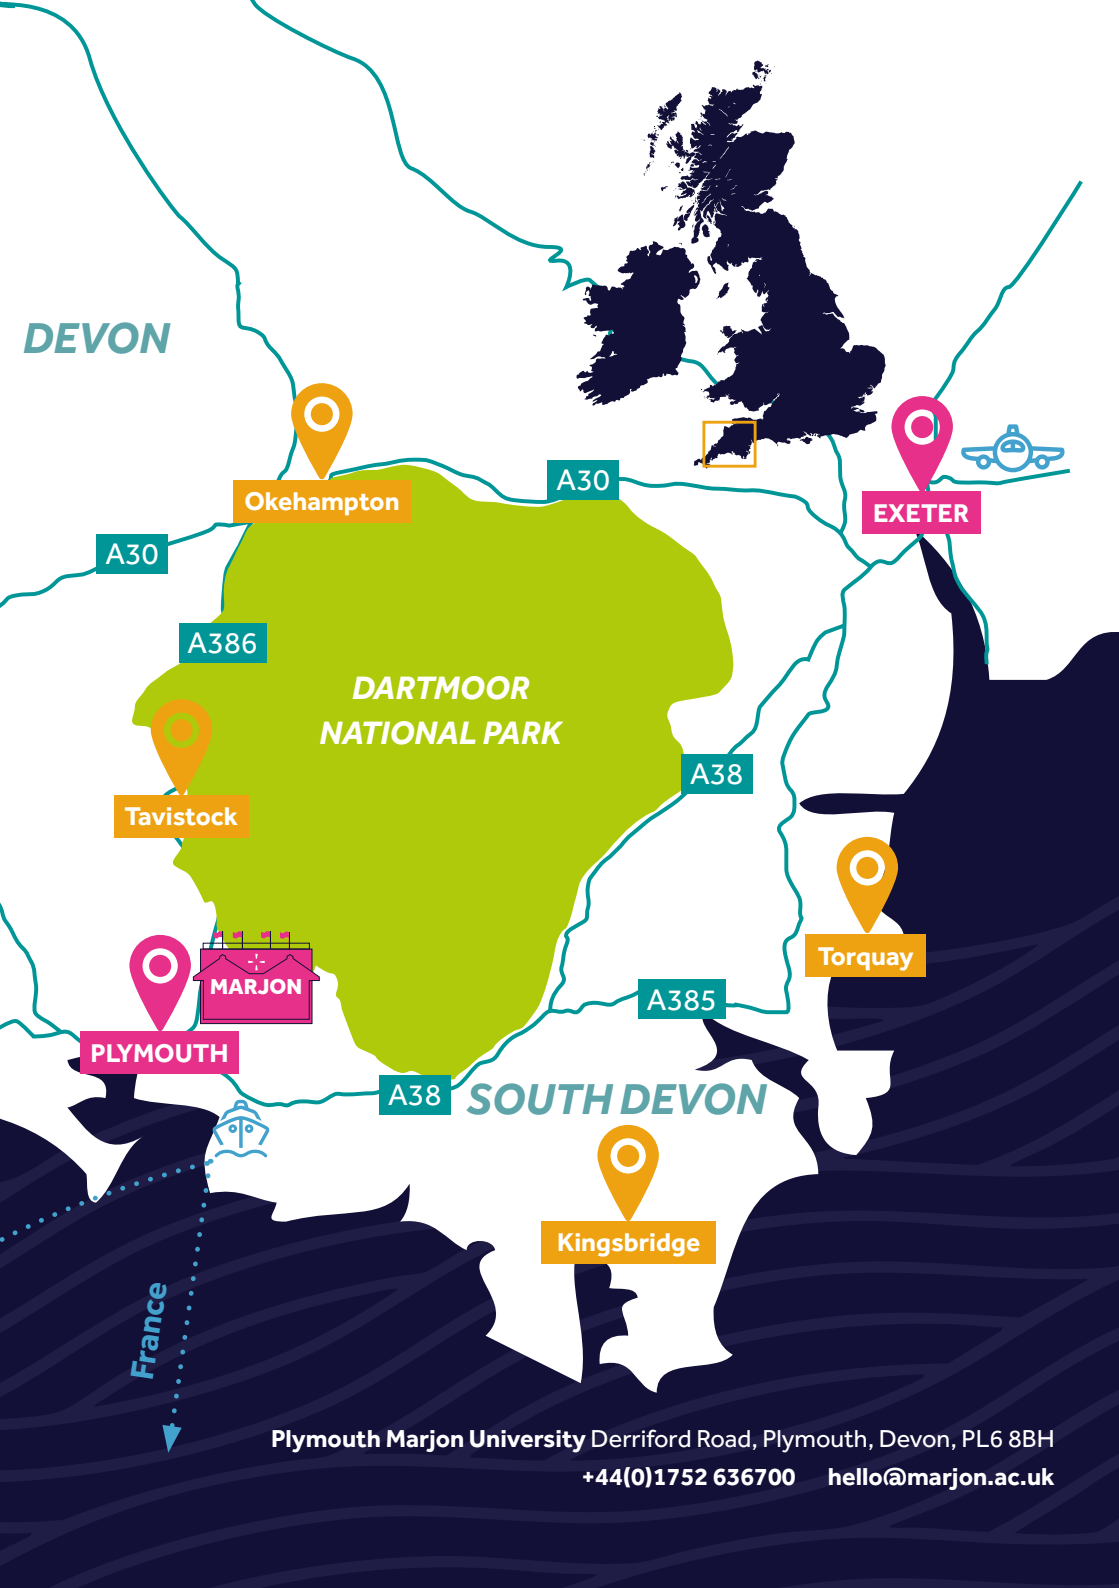 DEVON
A30
Okehampton
EXETER
A30
A386
DARTMOOR
NATIONAL PARK
A38
Tavistock
Torquay
MARJON
A385
PLYMOUTH
A38
SOUTH DEVON
Kingsbridge
France
Plymouth Marjon University Derriford Road, Plymouth, Devon, PL6 8BH
+44(0)1752 636700 hello@marjon.ac.uk